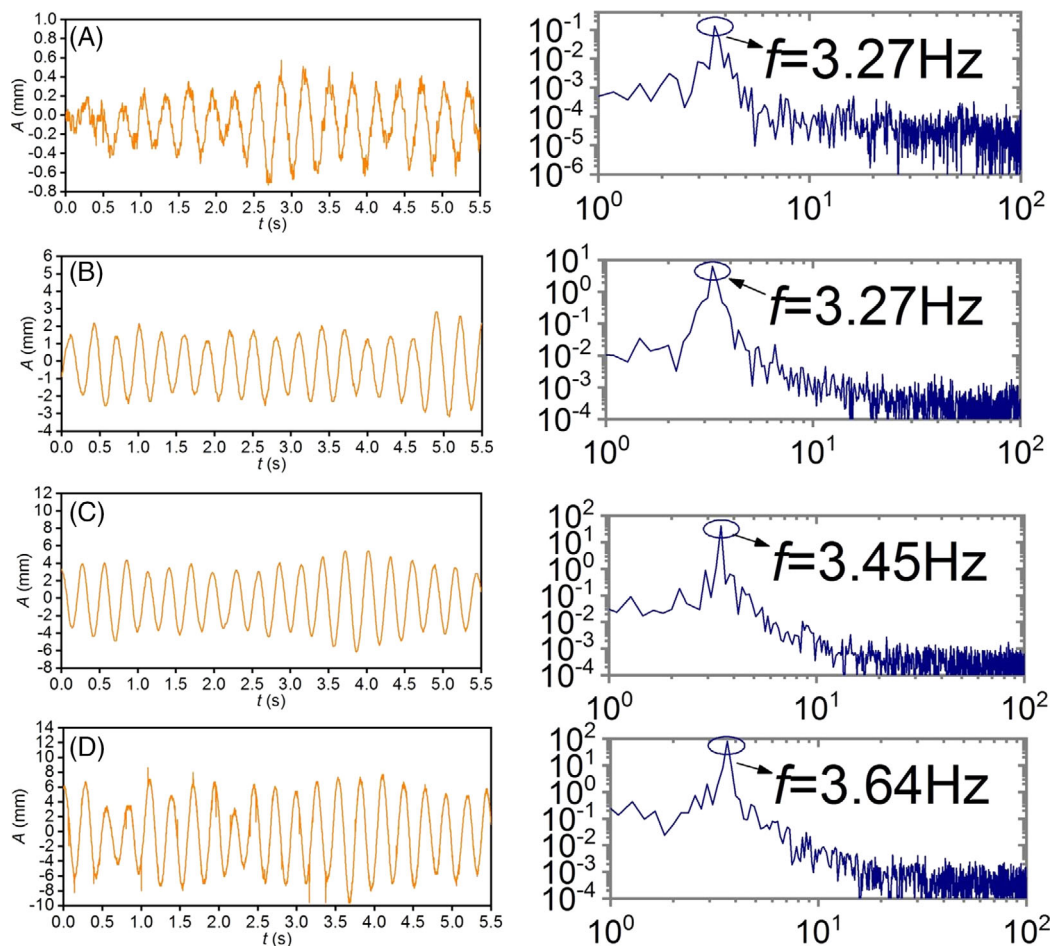 (A)
A (mm)
1.0
0.8
0.6
0.4
0.2
0.0
-0.2
-0.4
-0.6
-0.8
0.0 0.5 1.0 1.5 2.0 2.5 3.0 3.5 4.0 4.5 5.0 5.5
t (s)
10⁻¹
10⁻²
10⁻³
10⁻⁴
10⁻⁵
10⁻⁶
f=3.27Hz
10⁰ 10¹ 10²
(B)
A (mm)
6
5
4
3
2
1
0
-1
-2
-3
-4
0.0 0.5 1.0 1.5 2.0 2.5 3.0 3.5 4.0 4.5 5.0 5.5
t (s)
10¹
10⁰
10⁻¹
10⁻²
10⁻³
10⁻⁴
f=3.27Hz
10⁰ 10¹ 10²
(C)
A (mm)
12
10
8
6
4
2
0
-2
-4
-6
-8
0.0 0.5 1.0 1.5 2.0 2.5 3.0 3.5 4.0 4.5 5.0 5.5
t (s)
10²
10¹
10⁰
10⁻¹
10⁻²
10⁻³
10⁻⁴
f=3.45Hz
10⁰ 10¹ 10²
(D)
A (mm)
14
12
10
8
6
4
2
0
-2
-4
-6
-8
-10
0.0 0.5 1.0 1.5 2.0 2.5 3.0 3.5 4.0 4.5 5.0 5.5
t (s)
10²
10¹
10⁰
10⁻¹
10⁻²
10⁻³
10⁻⁴
f=3.64Hz
10⁰ 10¹ 10²